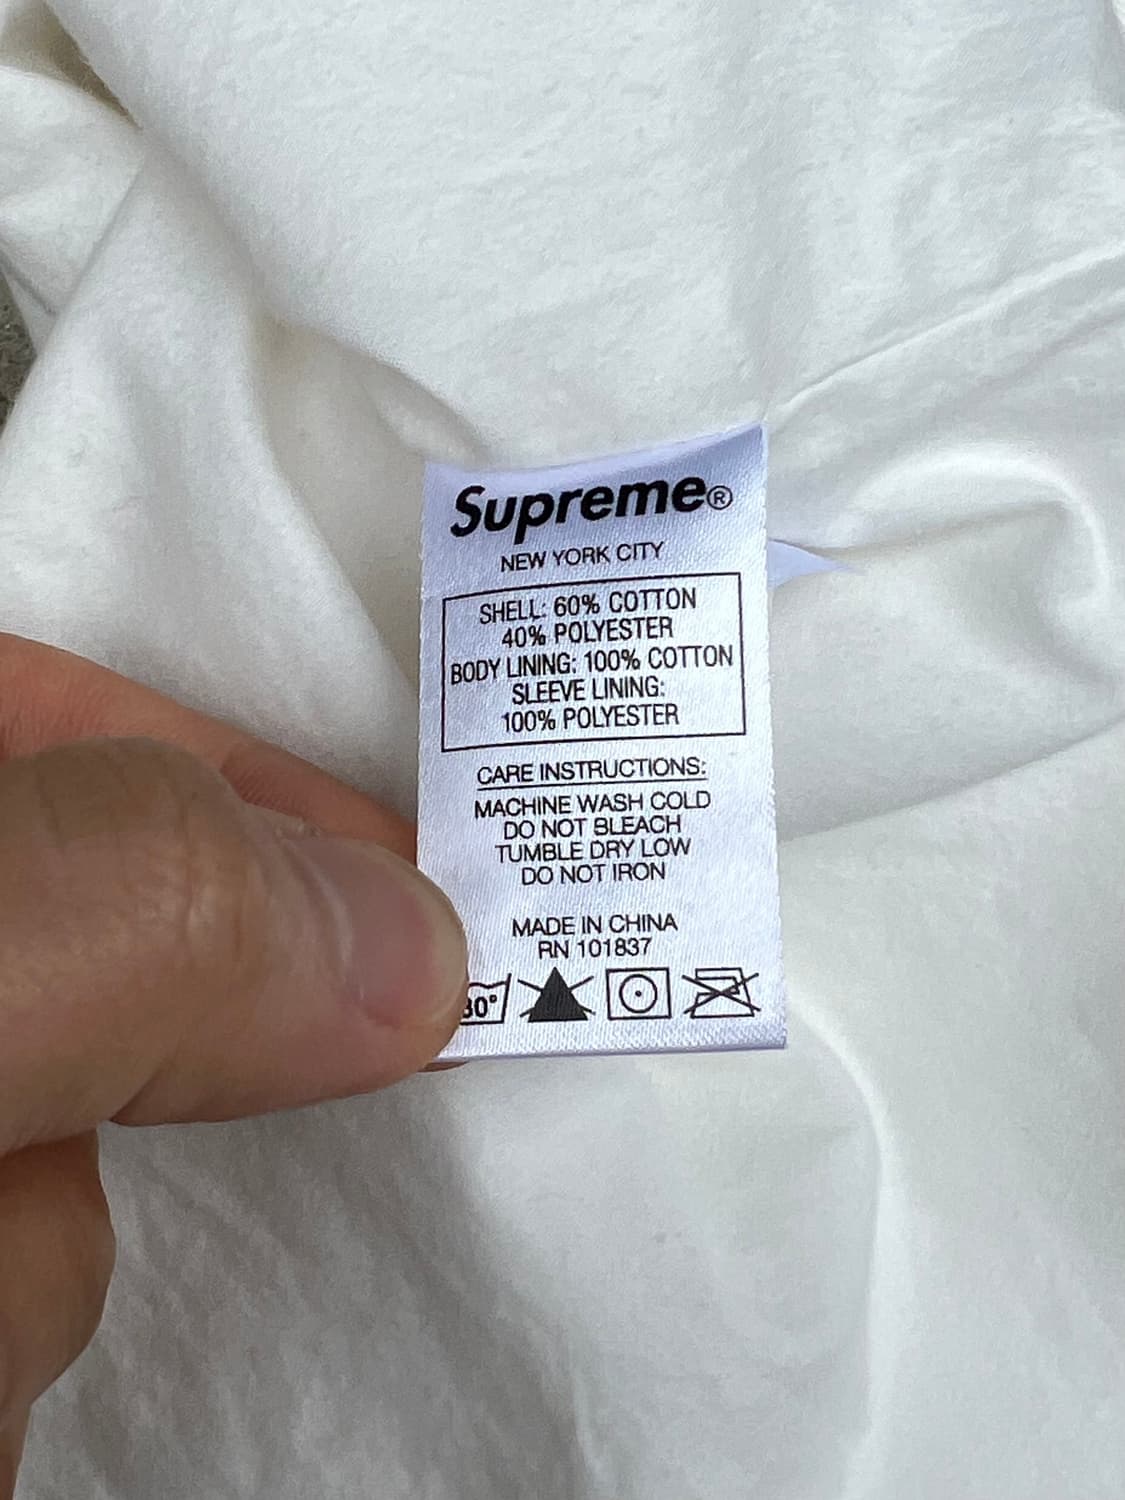 Supreme®
NEW YORK CITY
SHELL: 60% COTTON
40% POLYESTER
BODY LINING: 100% COTTON
SLEEVE LINING:
100% POLYESTER
CARE INSTRUCTIONS:
MACHINE WASH COLD
DO NOT BLEACH
TUMBLE DRY LOW
DO NOT IRON
MADE IN CHINA
RN 101837
30°